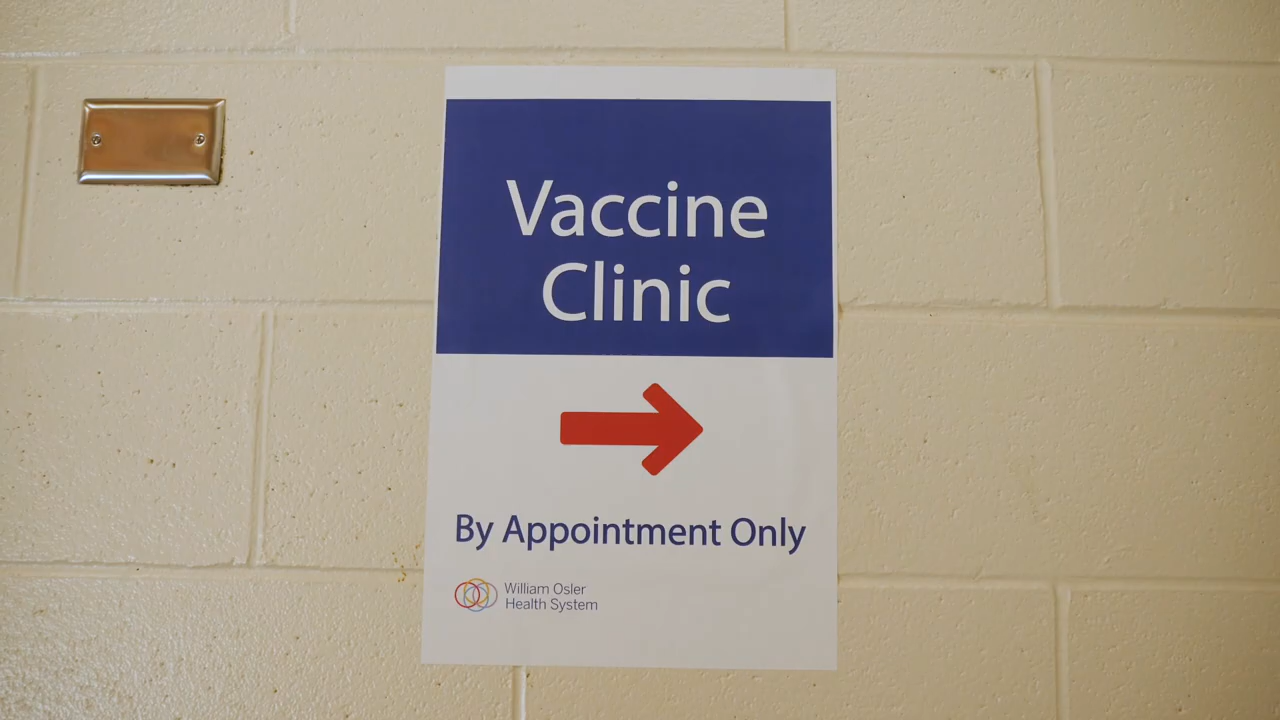 Vaccine
Clinic
By Appointment Only
William Osler
Health System